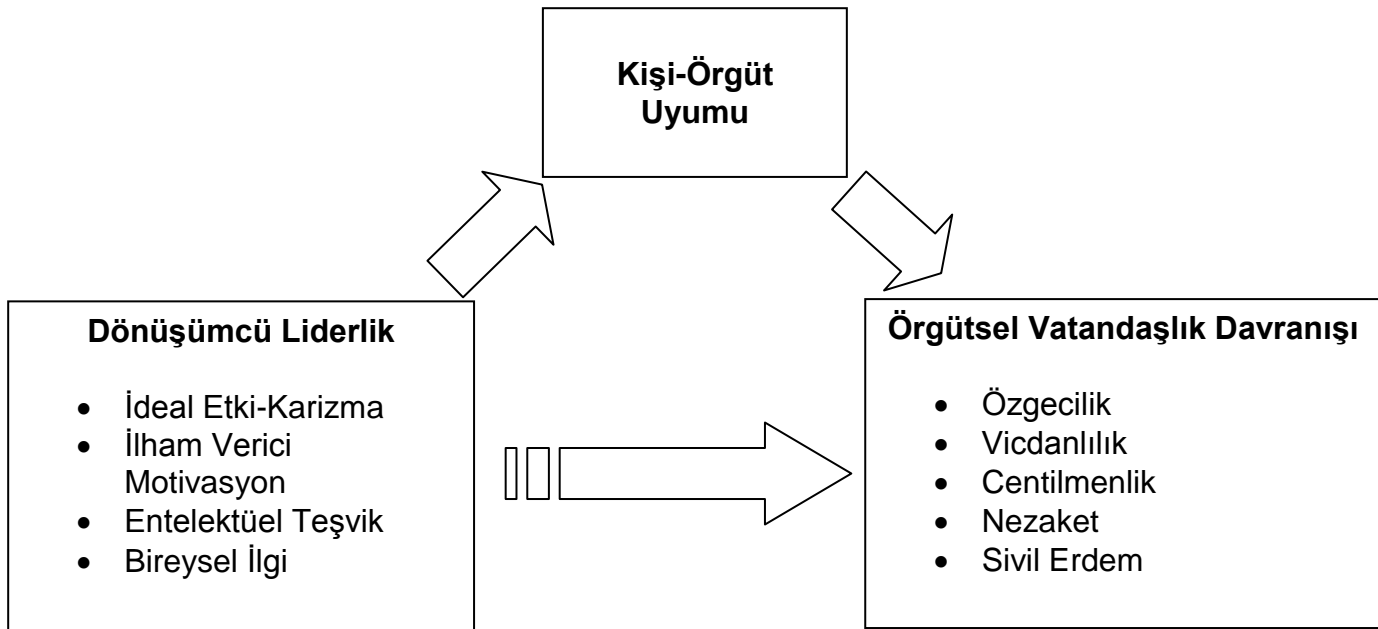 Kişi-Örgüt
Uyumu
Dönüşümcü Liderlik
• İdeal Etki-Karizma
• İlham Verici
Motivasyon
• Entelektüel Teşvik
• Bireysel İlgi
Örgütsel Vatandaşlık Davranışı
• Özgecilik
• Vicdanlılık
• Centilmenlik
• Nezaket
• Sivil Erdem